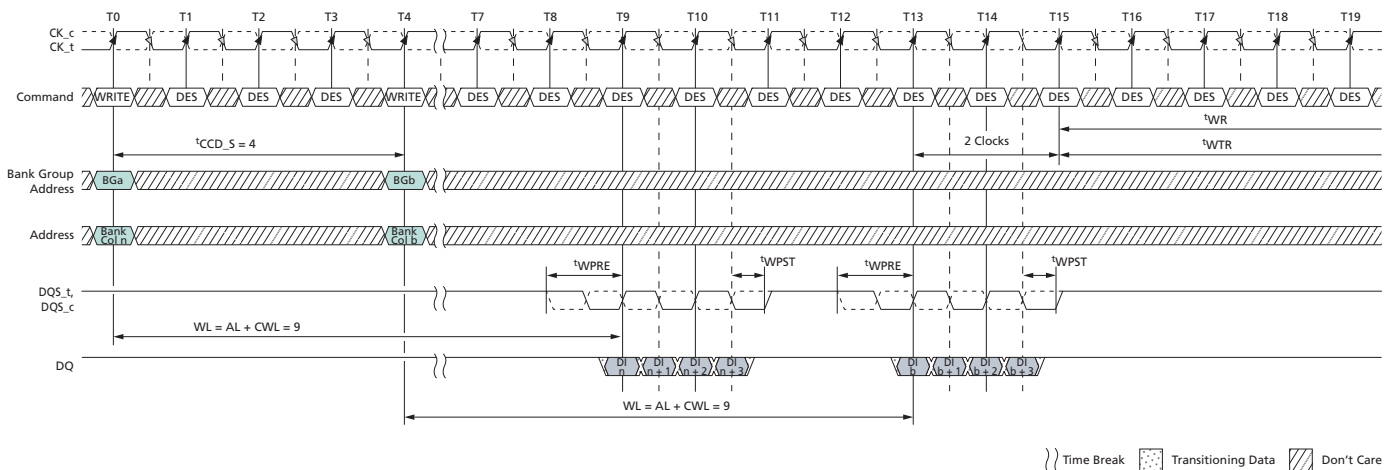 T0 T1 T2 T3 T4 T7 T8 T9 T10 T11 T12 T13 T14 T15 T16 T17 T18 T19
CK_c
CK_t
Command WRITE DES DES DES WRITE DES DES DES DES DES DES DES DES DES DES DES DES DES
tWR
tCCD_S = 4 2 Clocks
tWTR
Bank Group
Address BGa BGb
Address Bank
Col n Bank
Col b
tWPRE tWPST tWPRE tWPST
DQS_t,
DQS_c
WL = AL + CWL = 9
DQ DI
n DI
n + 1 DI
n + 2 DI
n + 3 DI
b DI
b + 1 DI
b + 2 DI
b + 3
WL = AL + CWL = 9
Time Break Transitioning Data Don't Care